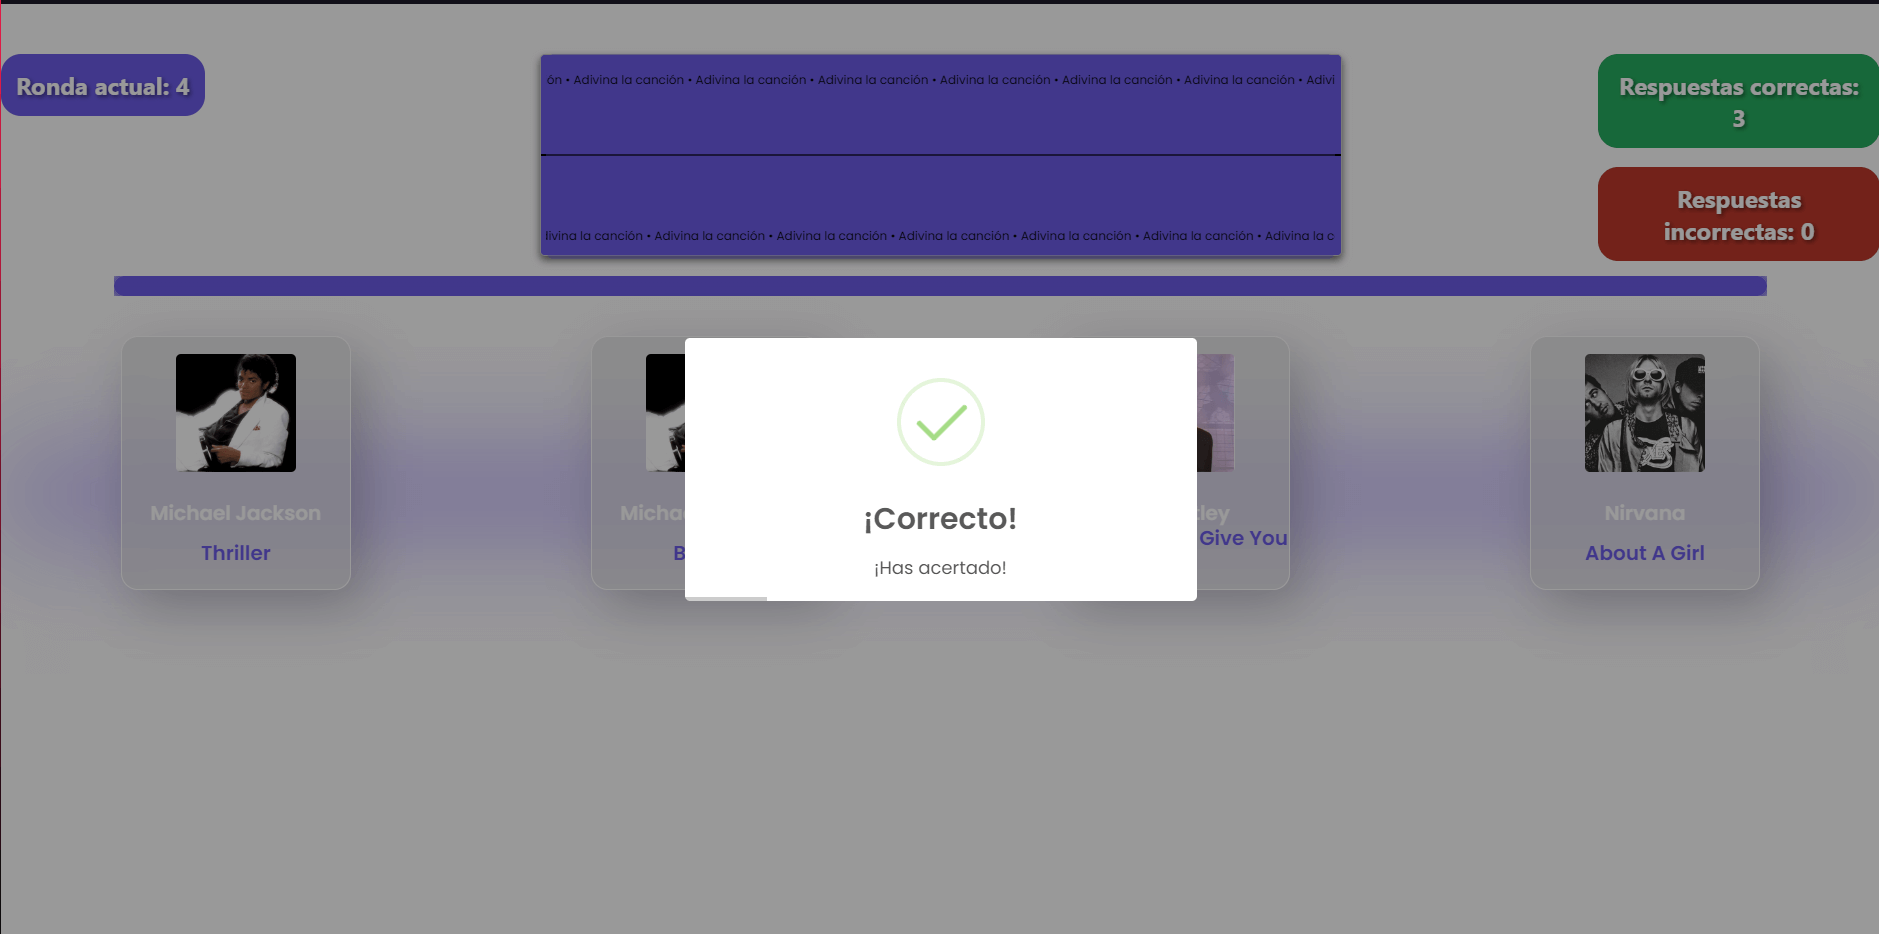 Ronda actual: 4
ón • Adivina la canción • Adivina la canción • Adivina la canción • Adivina la canción • Adivina la canción • Adivina la canción • Adivi
livina la canción • Adivina la canción • Adivina la canción • Adivina la canción • Adivina la canción • Adivina la canción • Adivina la c
Respuestas correctas:
3
Respuestas
incorrectas: 0
Michael Jackson
Thriller
Micha
B
¡Correcto!
¡Has acertado!
tley
Give You
Nirvana
About A Girl